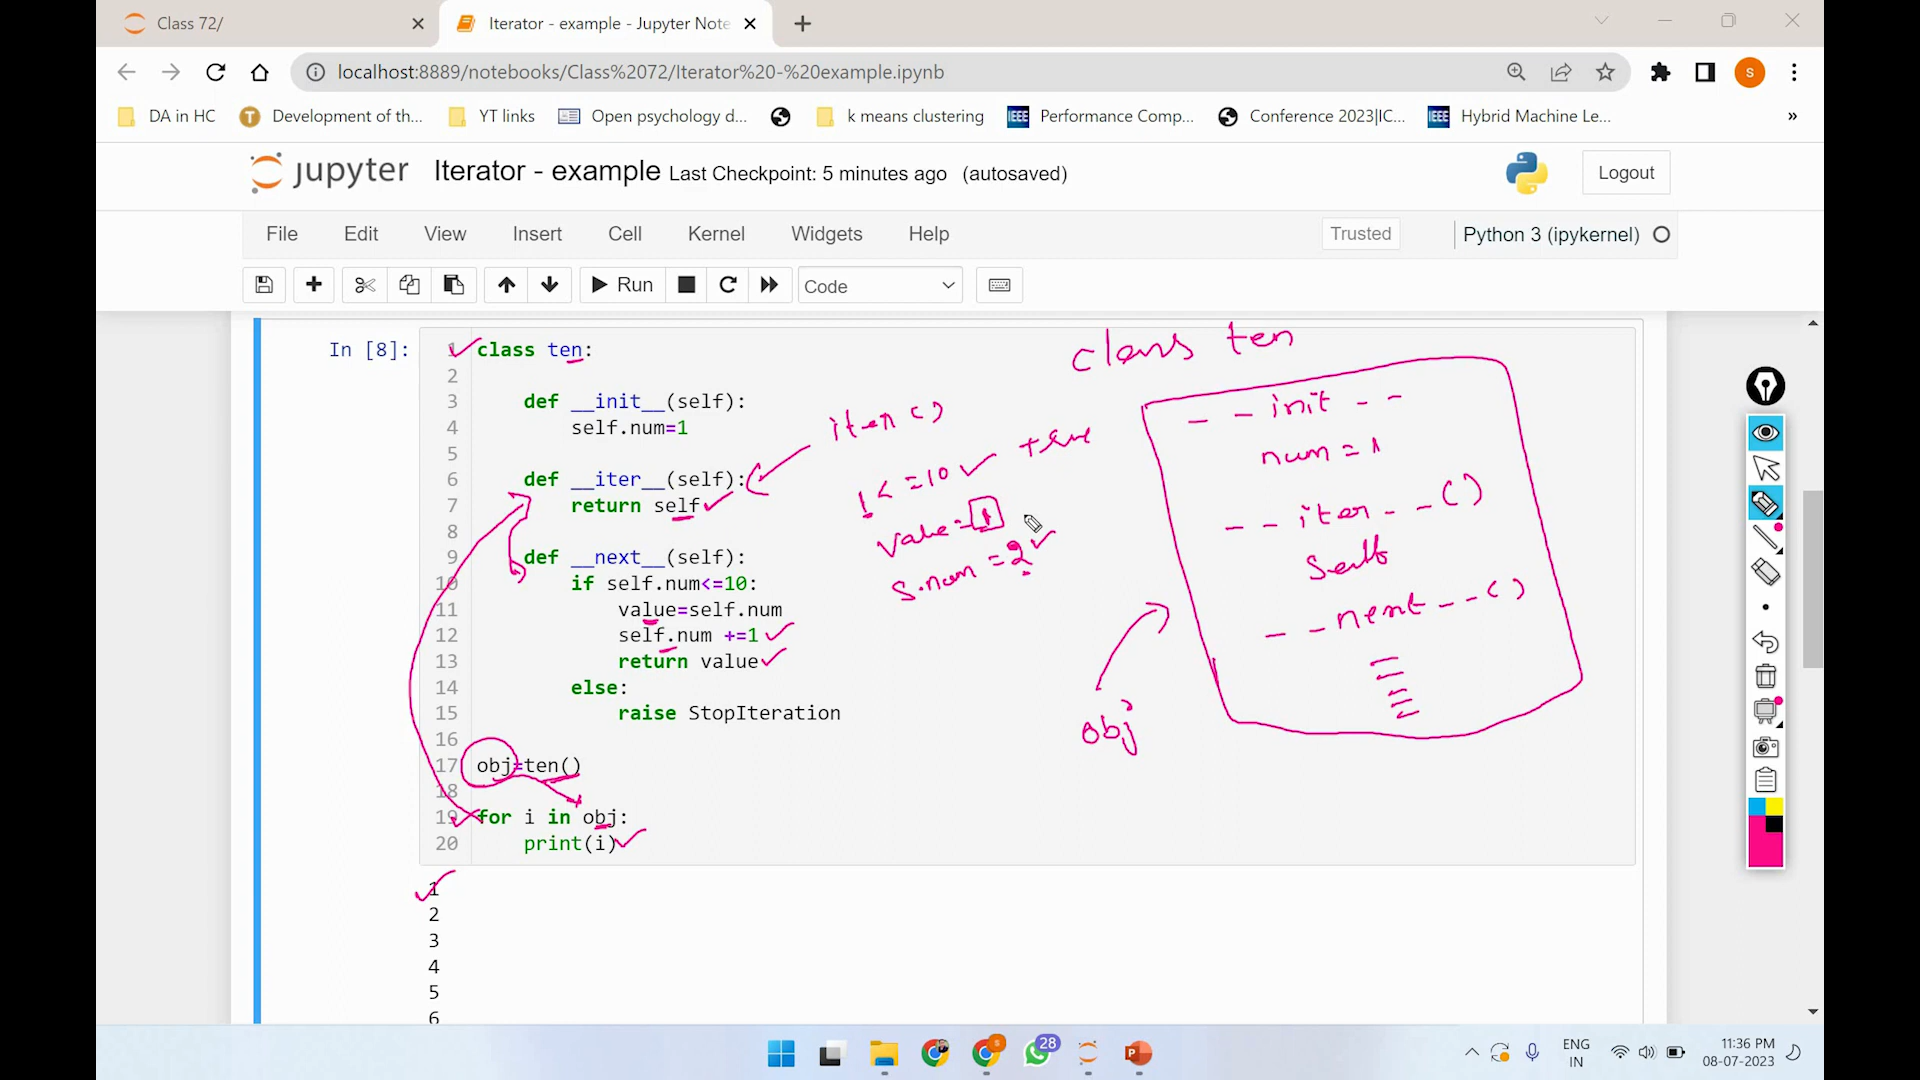 Class 72/
Iterator - example - Jupyter Note
localhost:8889/notebooks/Class%2072/Iterator%20-%20example.ipynb
S
DA in HC
T
Development of th...
YT links
Open psychology d...
k means clustering
IEEE
Performance Comp...
Conference 2023|IC...
IEEE
Hybrid Machine Le...
»
jupyter Iterator - example Last Checkpoint: 5 minutes ago (autosaved)
Logout
File Edit View Insert Cell Kernel Widgets Help
Trusted
Python 3 (ipykernel)
Run
Code
In [8]:
1 class ten:
2
3 def __init__(self):
4 self.num=1
5
6 def __iter__(self):
7 return self
8
9 def __next__(self):
10 if self.num<=10:
11 value=self.num
12 self.num +=1
13 return value
14 else:
15 raise StopIteration
16
17 obj=ten()
18
19 for i in obj:
20 print(i)
iter()
1 <=10 true
value=1
s.num =2
class ten
-- init --
num = 1
-- iter -- ()
self
-- next -- ()
obj
1
2
3
4
5
6
28
P
ENG
IN
11:36 PM
08-07-2023